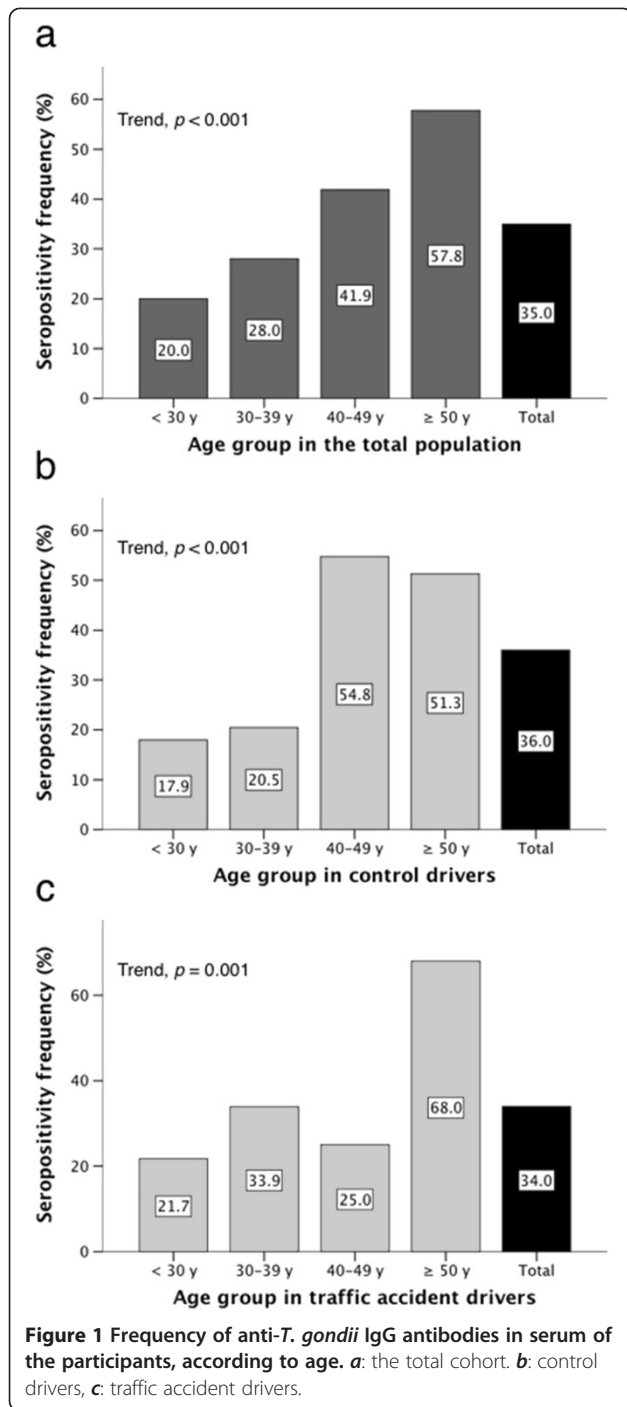 a
Seropositivity frequency (%)
60
50
40
30
20
10
0
Trend, p < 0.001
20.0
28.0
41.9
57.8
35.0
< 30 y
30-39 y
40-49 y
≥ 50 y
Total
Age group in the total population
b
Seropositivity frequency (%)
60
50
40
30
20
10
0
Trend, p < 0.001
17.9
20.5
54.8
51.3
36.0
< 30 y
30-39 y
40-49 y
≥ 50 y
Total
Age group in control drivers
c
Seropositivity frequency (%)
60
40
20
0
Trend, p = 0.001
21.7
33.9
25.0
68.0
34.0
< 30 y
30-39 y
40-49 y
≥ 50 y
Total
Age group in traffic accident drivers
Figure 1 Frequency of anti-T. gondii IgG antibodies in serum of
the participants, according to age. a: the total cohort. b: control
drivers, c: traffic accident drivers.